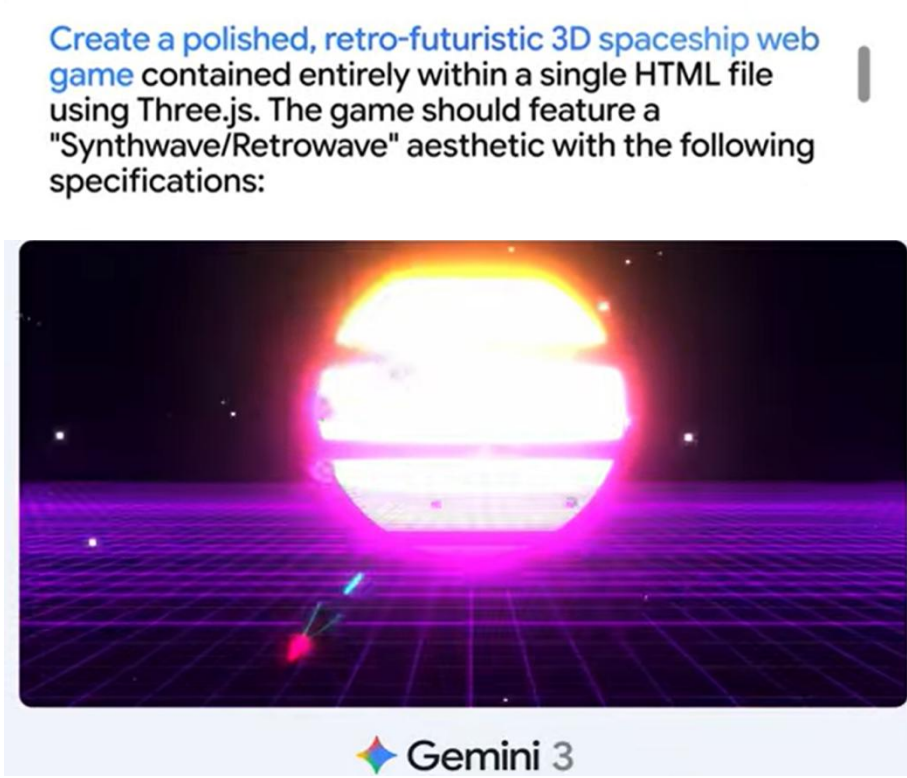 Create a polished, retro-futuristic 3D spaceship web
game contained entirely within a single HTML file
using Three.js. The game should feature a
"Synthwave/Retrowave" aesthetic with the following
specifications:
Gemini 3